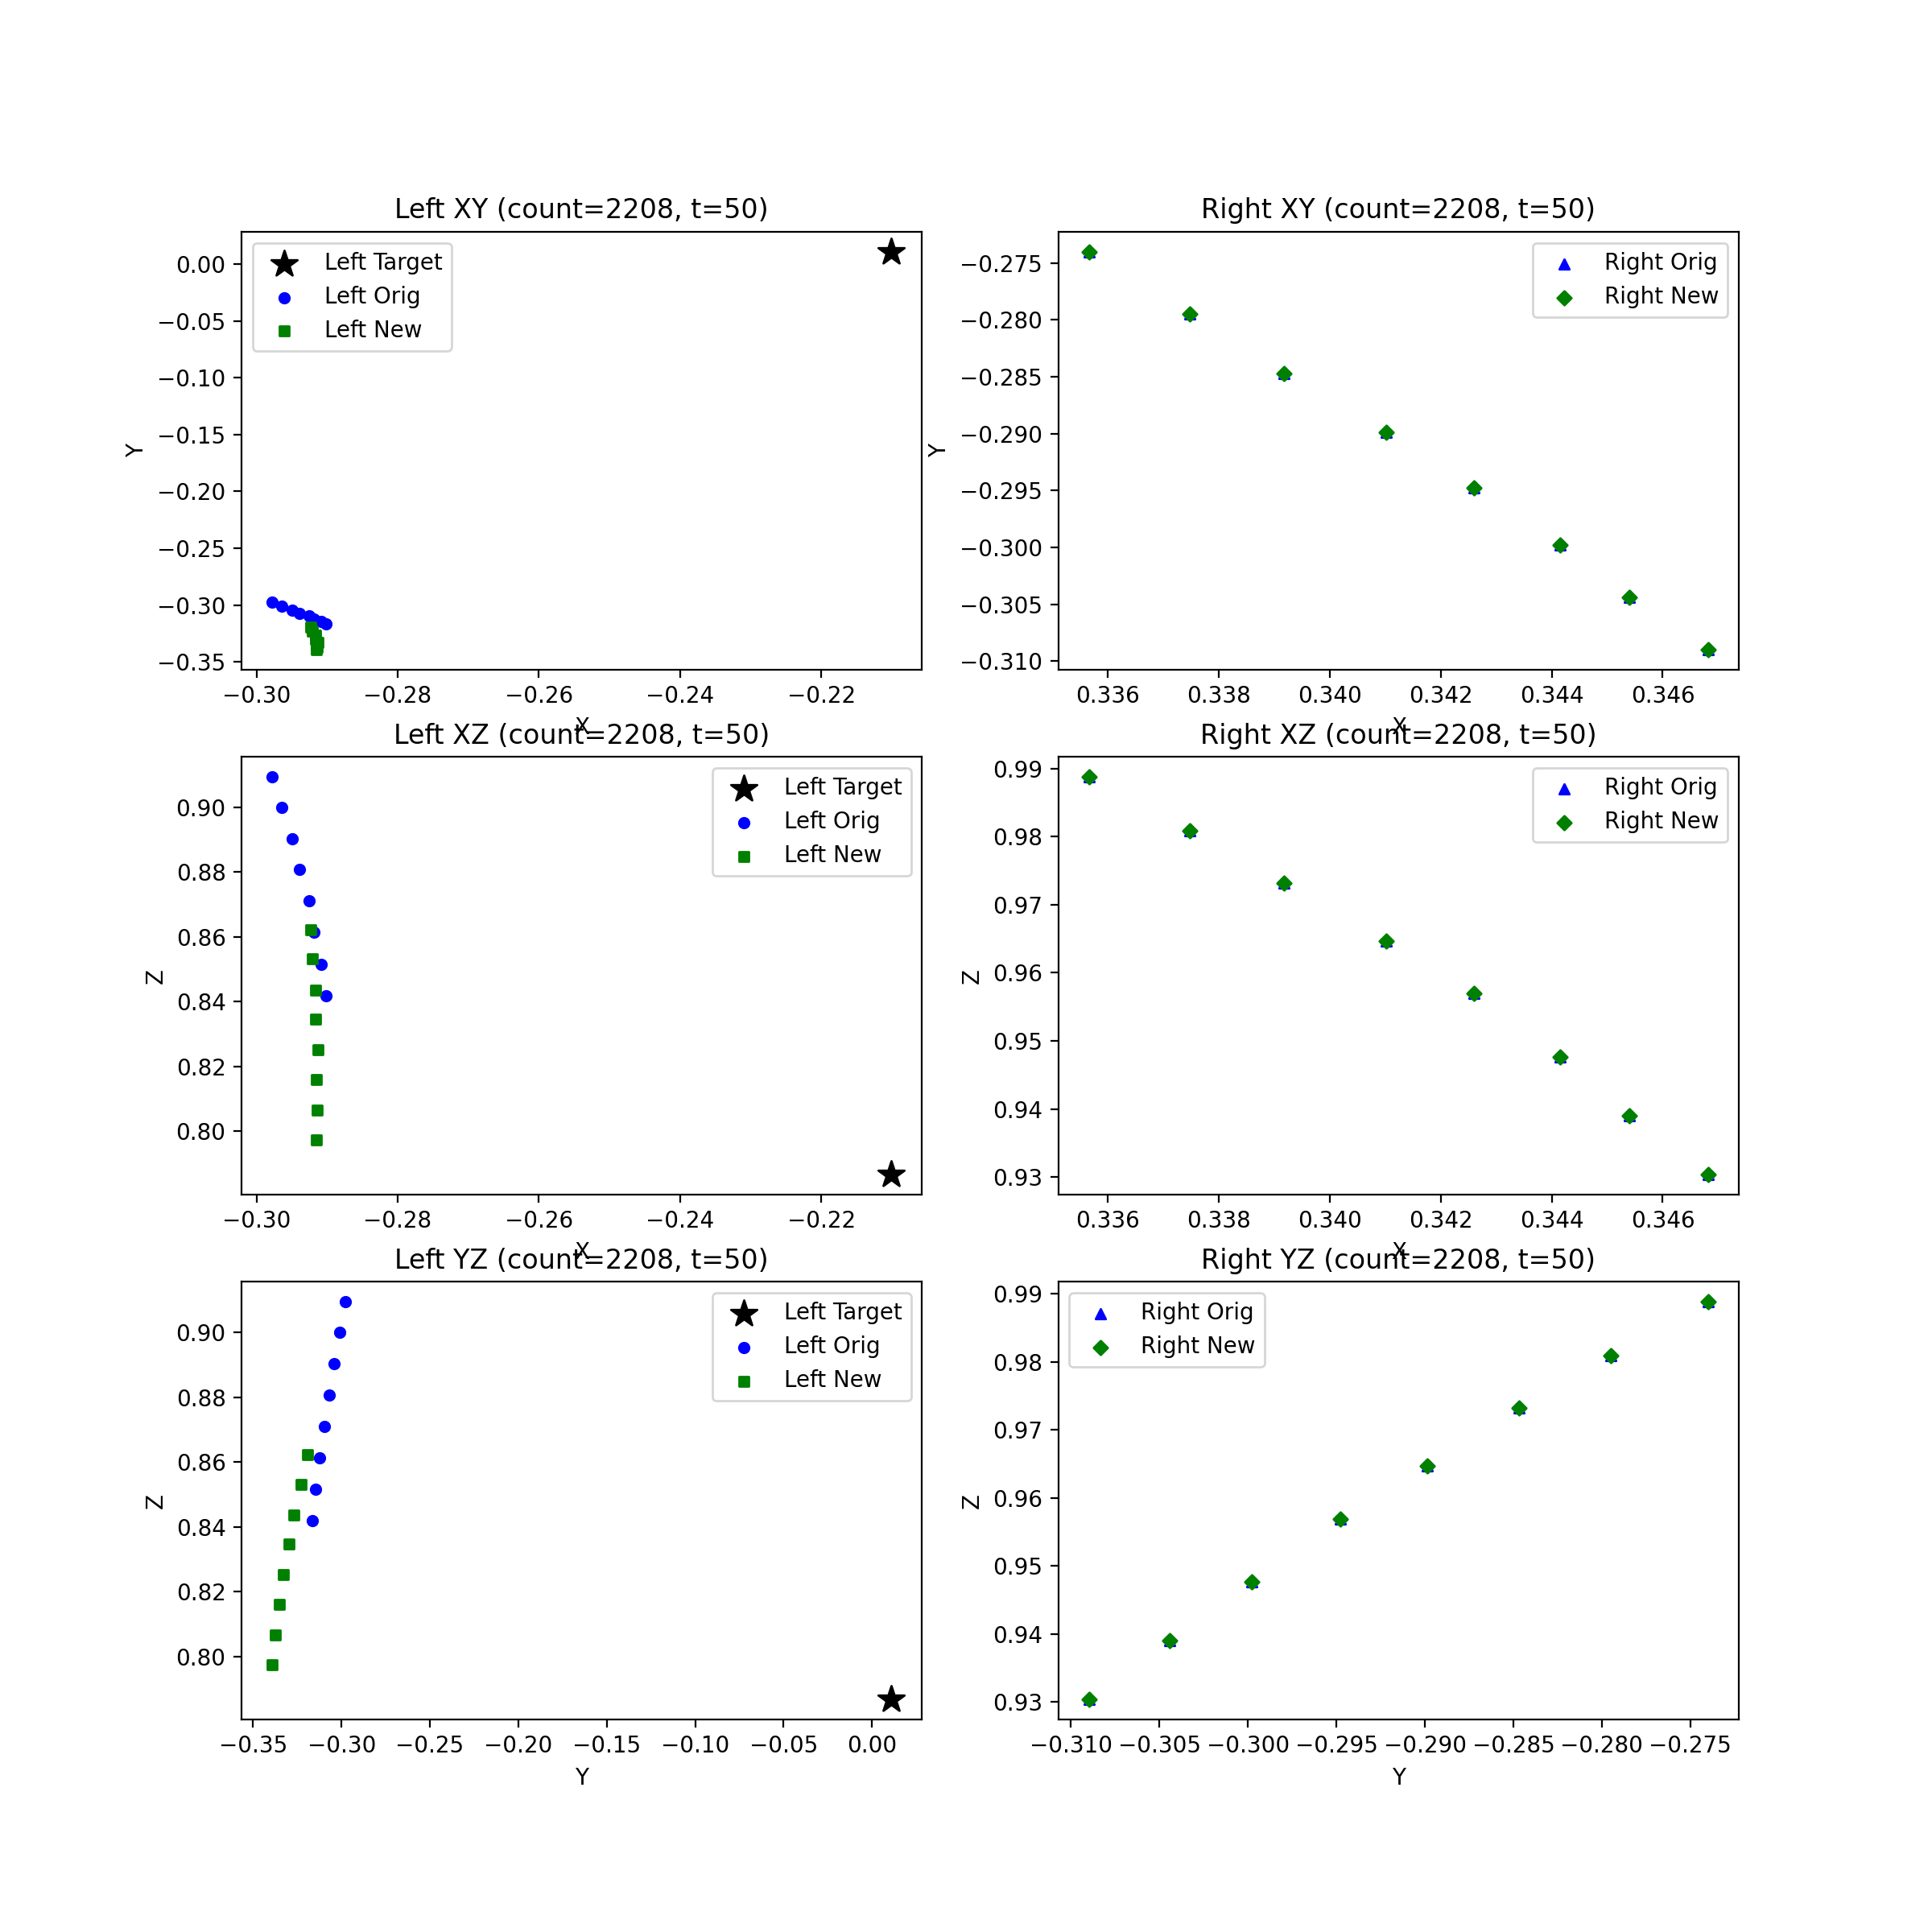 Left XY (count=2208, t=50)
Left Target
Left Orig
Left New
0.00
−0.05
−0.10
−0.15
−0.20
−0.25
−0.30
−0.35
Y
−0.30
−0.28
−0.26
−0.24
−0.22
X
Right XY (count=2208, t=50)
Right Orig
Right New
−0.275
−0.280
−0.285
−0.290
−0.295
−0.300
−0.305
−0.310
Y
0.336
0.338
0.340
0.342
0.344
0.346
X
Left XZ (count=2208, t=50)
Left Target
Left Orig
Left New
0.90
0.88
0.86
0.84
0.82
0.80
Z
−0.30
−0.28
−0.26
−0.24
−0.22
X
Right XZ (count=2208, t=50)
Right Orig
Right New
0.99
0.98
0.97
0.96
0.95
0.94
0.93
Z
0.336
0.338
0.340
0.342
0.344
0.346
X
Left YZ (count=2208, t=50)
Left Target
Left Orig
Left New
0.90
0.88
0.86
0.84
0.82
0.80
Z
−0.35
−0.30
−0.25
−0.20
−0.15
−0.10
−0.05
0.00
Y
Right YZ (count=2208, t=50)
Right Orig
Right New
0.99
0.98
0.97
0.96
0.95
0.94
0.93
Z
−0.310
−0.305
−0.300
−0.295
−0.290
−0.285
−0.280
−0.275
Y